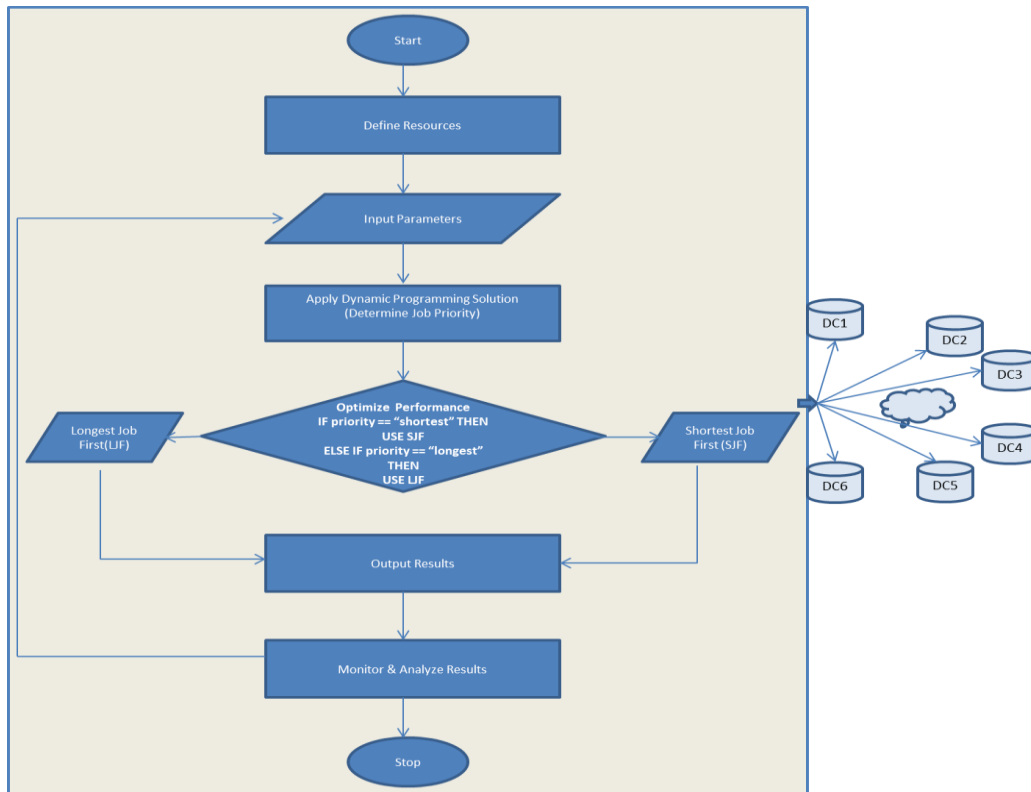 Start
Define Resources
Input Parameters
Apply Dynamic Programming Solution
(Determine Job Priority)
Optimize Performance
IF priority == “shortest” THEN
USE SJF
ELSE IF priority == “longest”
THEN
USE LJF
Longest Job
First(LJF)
Shortest Job
First (SJF)
Output Results
Monitor & Analyze Results
Stop
DC1
DC2
DC3
DC4
DC5
DC6